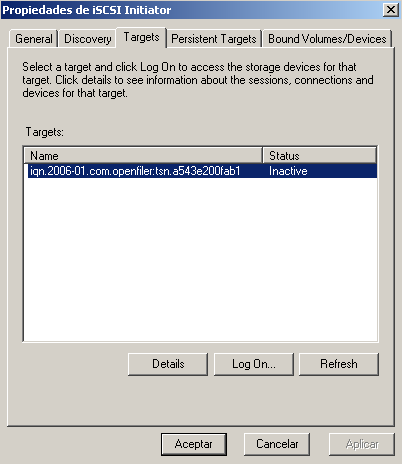 Propiedades de iSCSI Initiator
General Discovery Targets Persistent Targets Bound Volumes/Devices
Select a target and click Log On to access the storage devices for that
target. Click details to see information about the sessions, connections and
devices for that target.
Targets:
Name Status
iqn.2006-01.com.openfiler:tsn.a543e200fab1 Inactive
Details Log On... Refresh
Aceptar Cancelar Aplicar